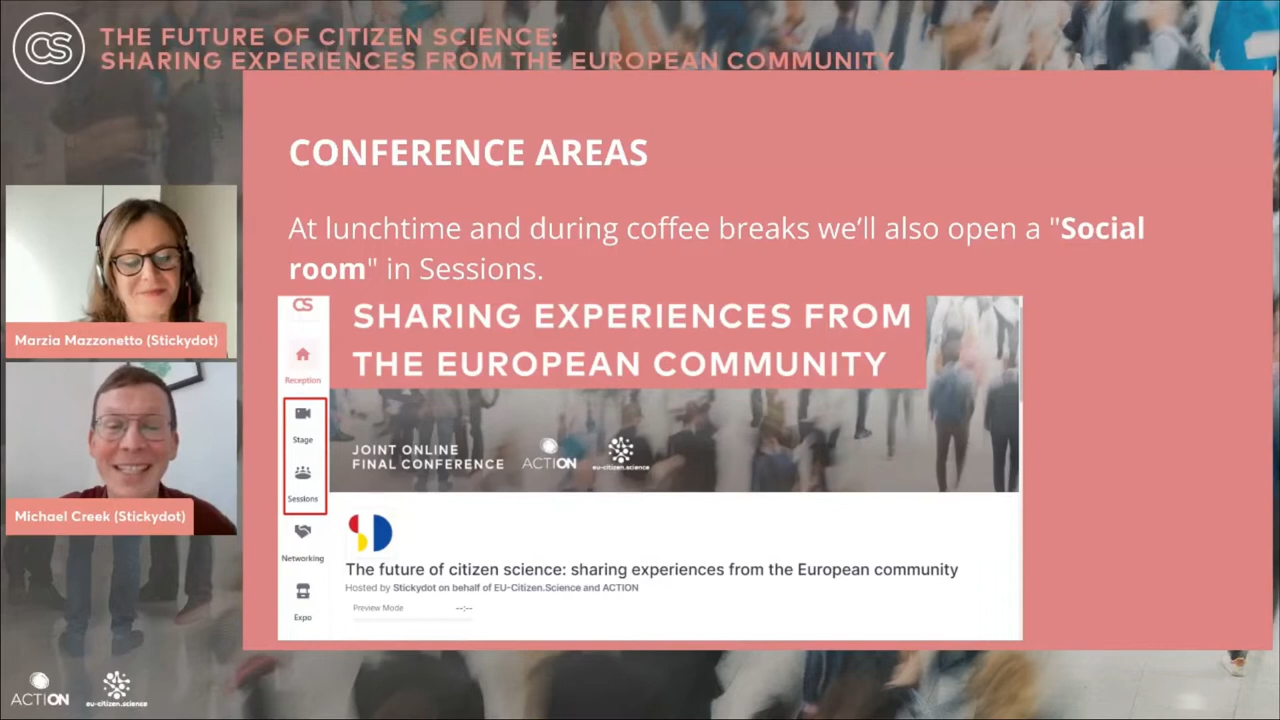 CS
THE FUTURE OF CITIZEN SCIENCE:
SHARING EXPERIENCES FROM THE EUROPEAN COMMUNITY
CONFERENCE AREAS
At lunchtime and during coffee breaks we’ll also open a "Social
room" in Sessions.
Marzia Mazzonetto (Stickydot)
Michael Creek (Stickydot)
CS
Reception
Stage
Sessions
Networking
Expo
SHARING EXPERIENCES FROM
THE EUROPEAN COMMUNITY
JOINT ONLINE
FINAL CONFERENCE
ACTION
eu-citizen.science
The future of citizen science: sharing experiences from the European community
Hosted by Stickydot on behalf of EU-Citizen.Science and ACTION
Preview Mode --:--
ACTION
eu-citizen.science